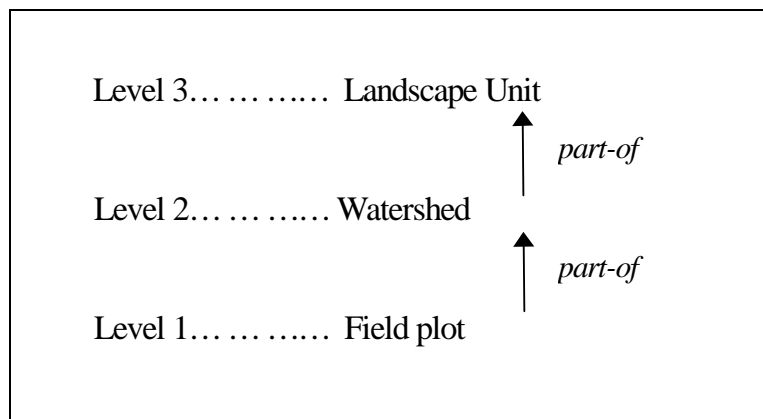 Level 3… … …… Landscape Unit
part-of
Level 2… … …… Watershed
part-of
Level 1… … …… Field plot